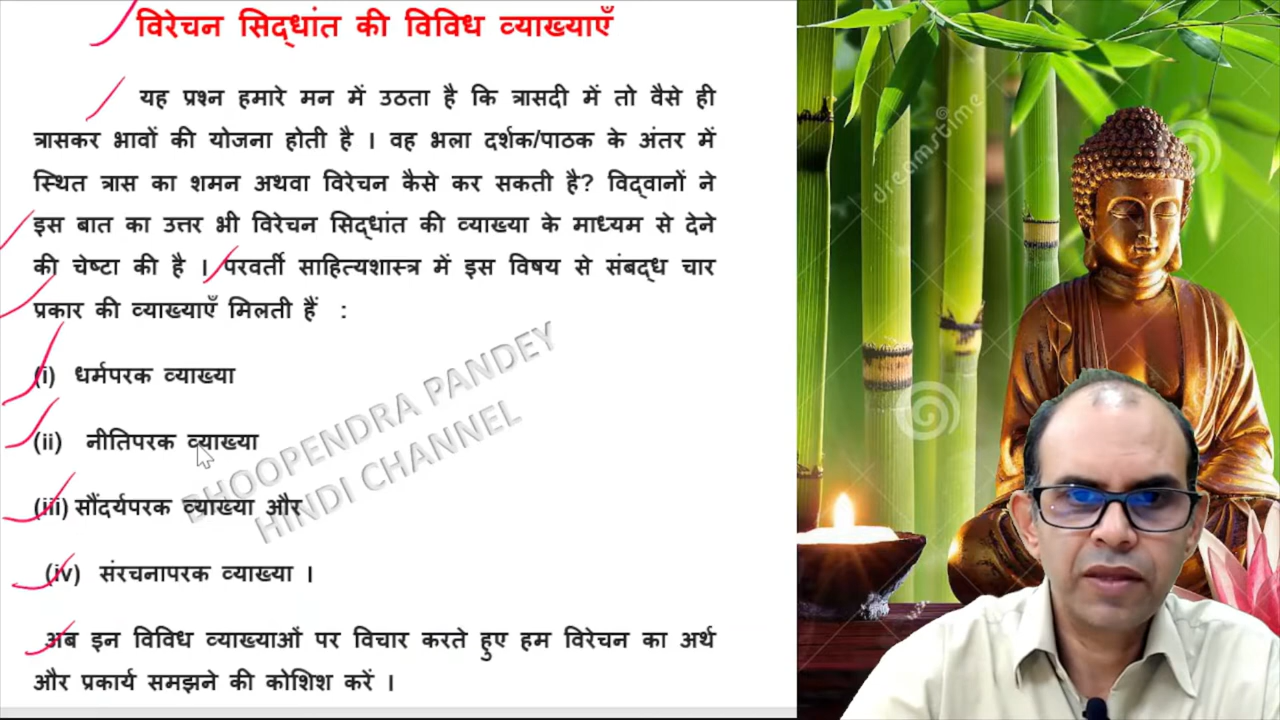 विरेचन सिद्धांत की विविध व्याख्याएँ
यह प्रश्न हमारे मन में उठता है कि त्रासदी में तो वैसे ही
त्रासकर भावों की योजना होती है । वह भला दर्शक/पाठक के अंतर में
स्थित त्रास का शमन अथवा विरेचन कैसे कर सकती है? विद्वानों ने
इस बात का उत्तर भी विरेचन सिद्धांत की व्याख्या के माध्यम से देने
की चेष्टा की है । परवर्ती साहित्यशास्त्र में इस विषय से संबद्ध चार
प्रकार की व्याख्याएँ मिलती हैं :
(i) धर्मपरक व्याख्या
(ii) नीतिपरक व्याख्या
(iii) सौंदर्यपरक व्याख्या और
(iv) संरचनापरक व्याख्या ।
अब इन विविध व्याख्याओं पर विचार करते हुए हम विरेचन का अर्थ
और प्रकार्य समझने की कोशिश करें ।
BHOOPENDRA PANDEY
HINDI CHANNEL
dreamstime